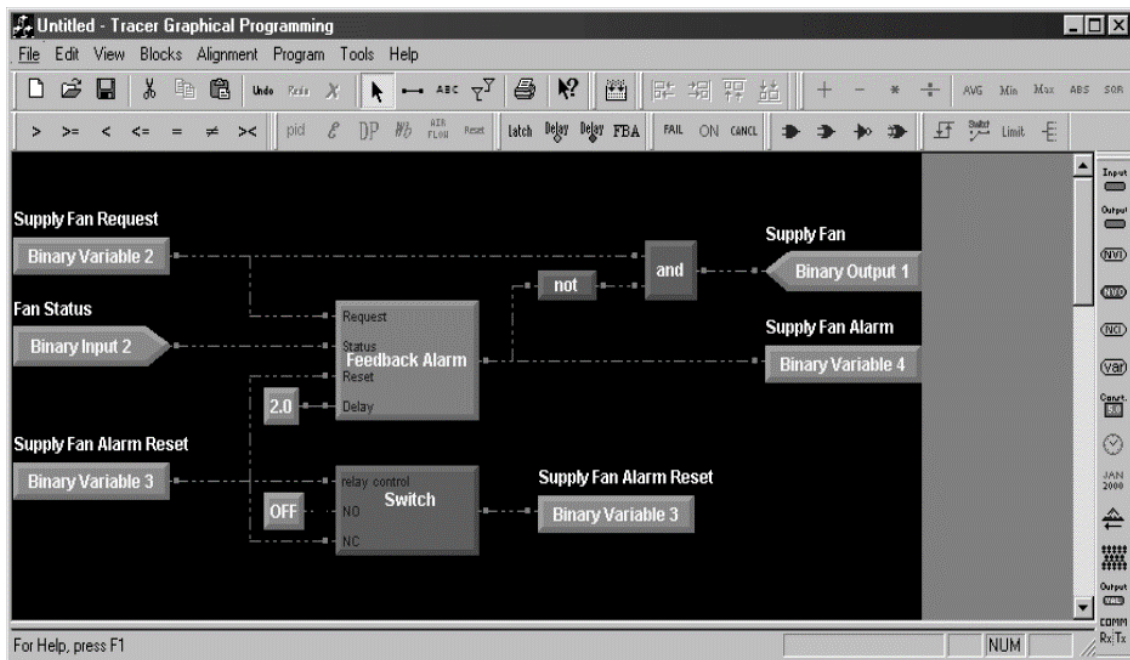 Untitled - Tracer Graphical Programming
File Edit View Blocks Alignment Program Tools Help
Undo Redo ABC AVG Min Max ABS SQR
> >= < <= = ≠ >< pid DP Wb AIR FLOW Reset Latch Delay Delay FBA FAIL ON CANCL Switch Limit
Input
Output
NVI
NVO
NCI
Var
Const.
5.0
JAN
2000
Output
COMM
Rx Tx
Supply Fan Request
Binary Variable 2
Fan Status
Binary Input 2
Supply Fan Alarm Reset
Binary Variable 3
Request
Status
Feedback Alarm
Reset
Delay
2.0
relay control
Switch
OFF
NO
NC
not
and
Supply Fan
Binary Output 1
Supply Fan Alarm
Binary Variable 4
Supply Fan Alarm Reset
Binary Variable 3
For Help, press F1
NUM